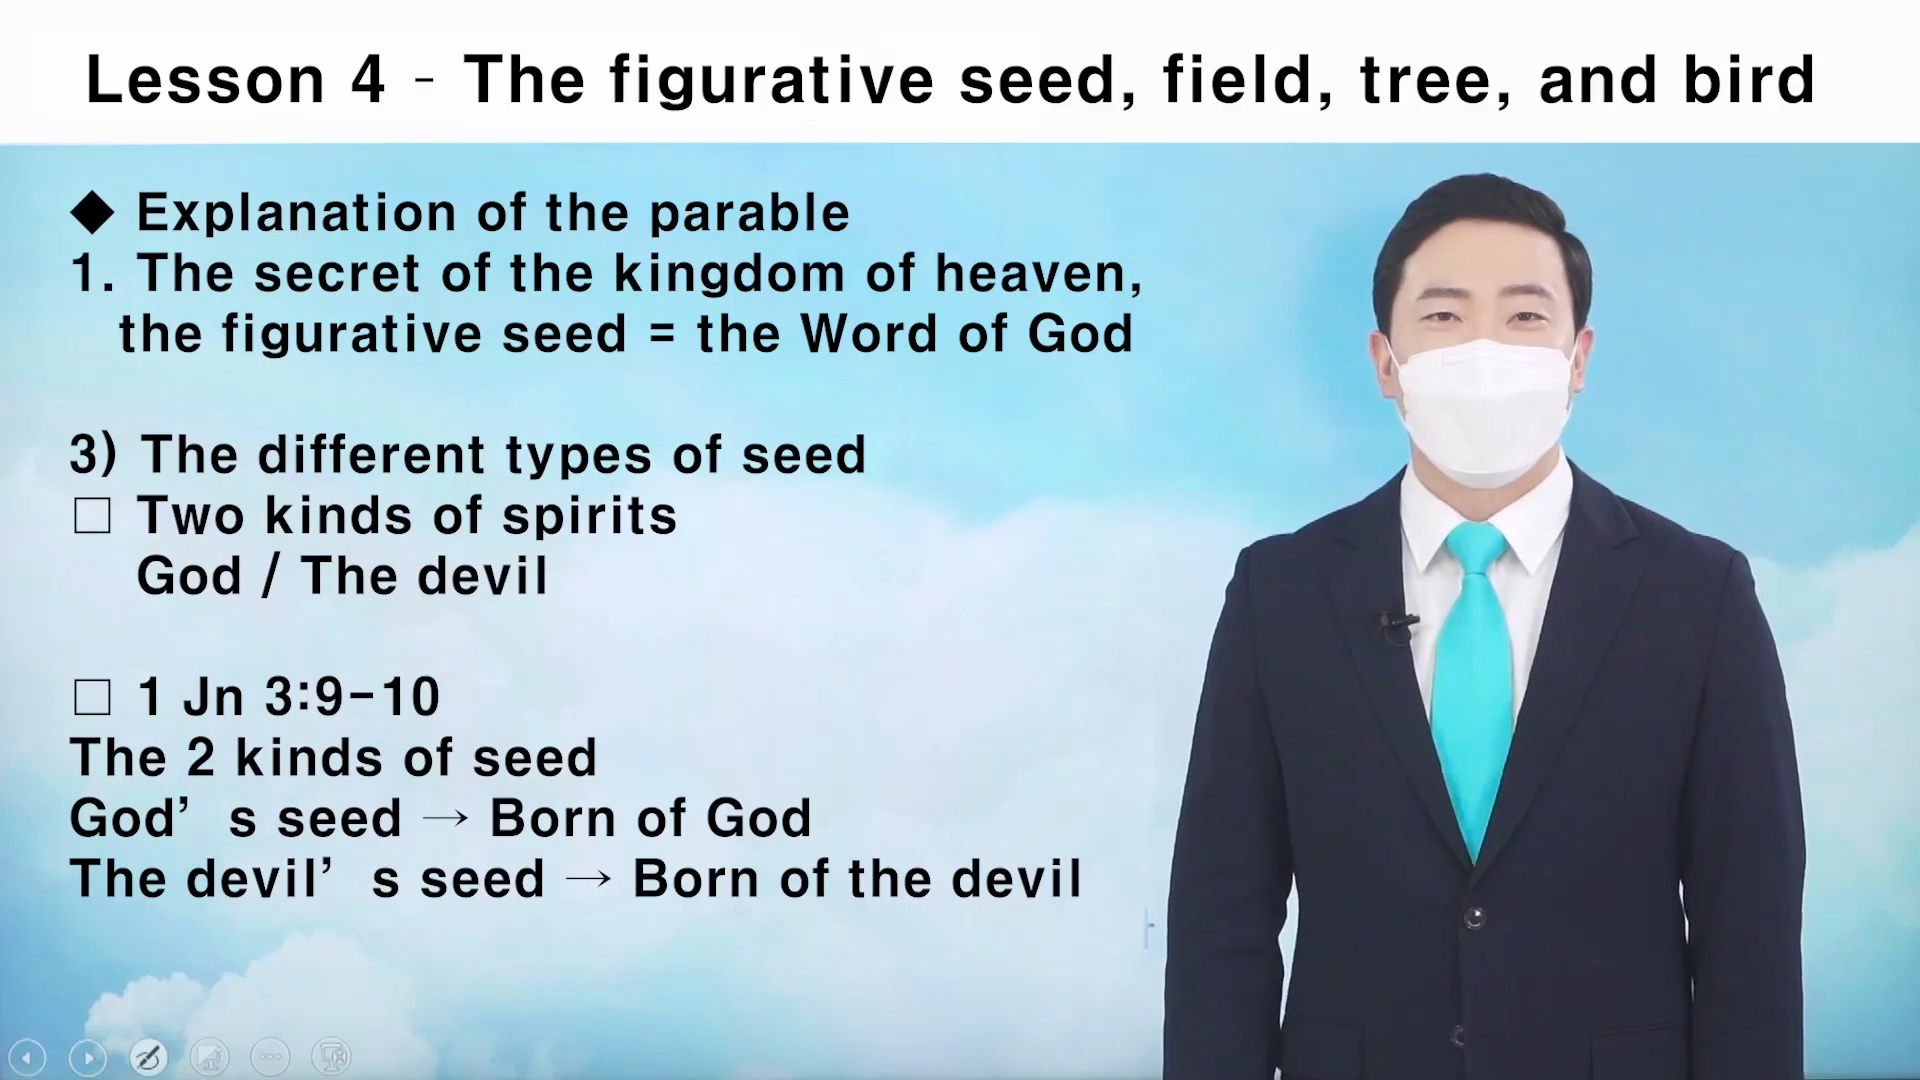 Lesson 4 - The figurative seed, field, tree, and bird
◆ Explanation of the parable
1. The secret of the kingdom of heaven,
the figurative seed = the Word of God
3) The different types of seed
□ Two kinds of spirits
God / The devil
□ 1 Jn 3:9-10
The 2 kinds of seed
God’ s seed → Born of God
The devil’ s seed → Born of the devil